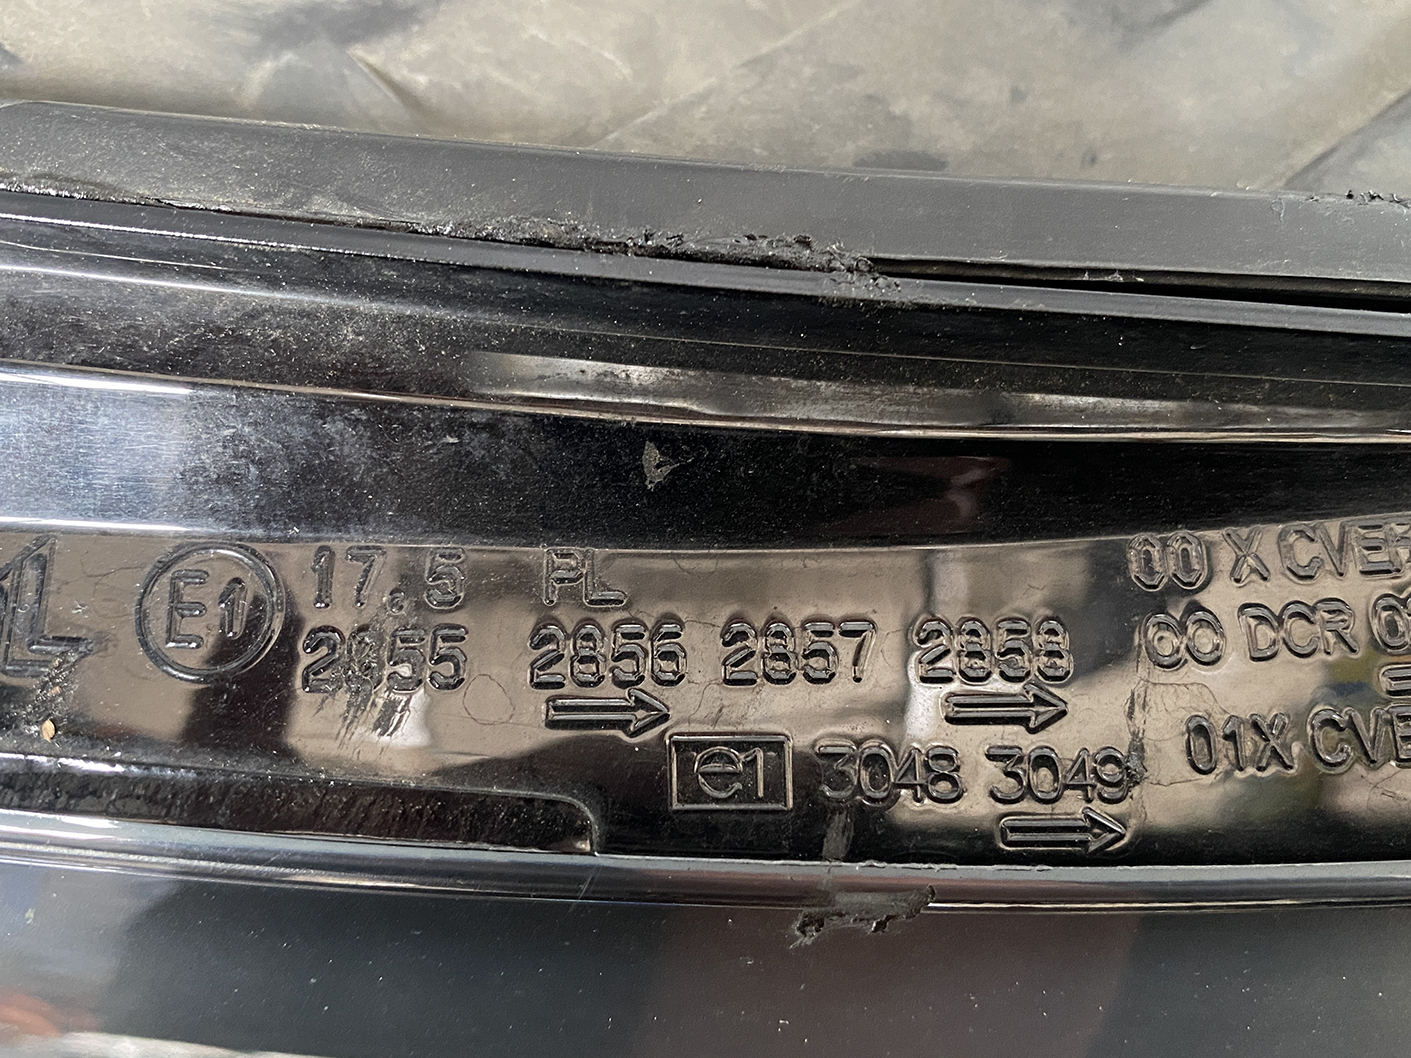 E1 17.5 PL
2855 2856 2857 2858
→ →
e1 3048 3049
→
00 X CVE
00 DCR
01X CVE